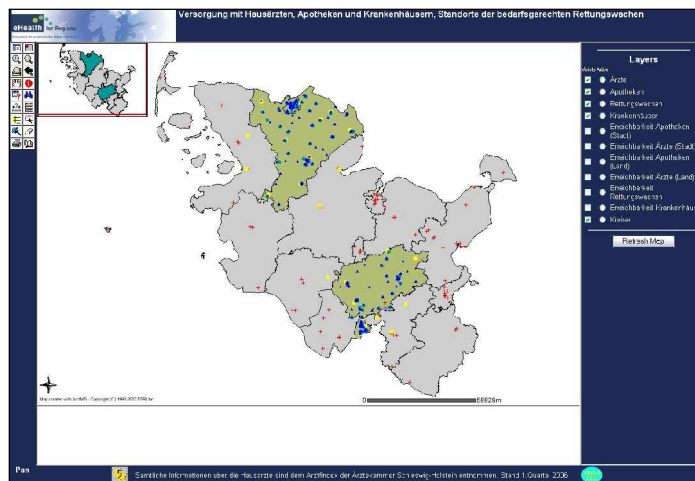 Versorgung mit Hausärzten, Apotheken und Krankenhäusern, Standorte der bedarfsgerechten Rettungswachen
eHealth for Regions
Layers
Ärzte
Apotheken
Rettungswachen
Krankenhäuser
Erreichbarkeit Apotheken
(Stadt)
Erreichbarkeit Ärzte (Stadt)
Erreichbarkeit Apotheken
(Land)
Erreichbarkeit Ärzte (Land)
Erreichbarkeit
Rettungswachen
Erreichbarkeit Krankenhäus
Kreise
Refresh Map
0
58826m
Pan
Sämtliche Informationen über die Hausärzte sind dem Arztfinder der Ärztekammer Schleswig-Holstein entnommen, Stand 1.Quartal 2006